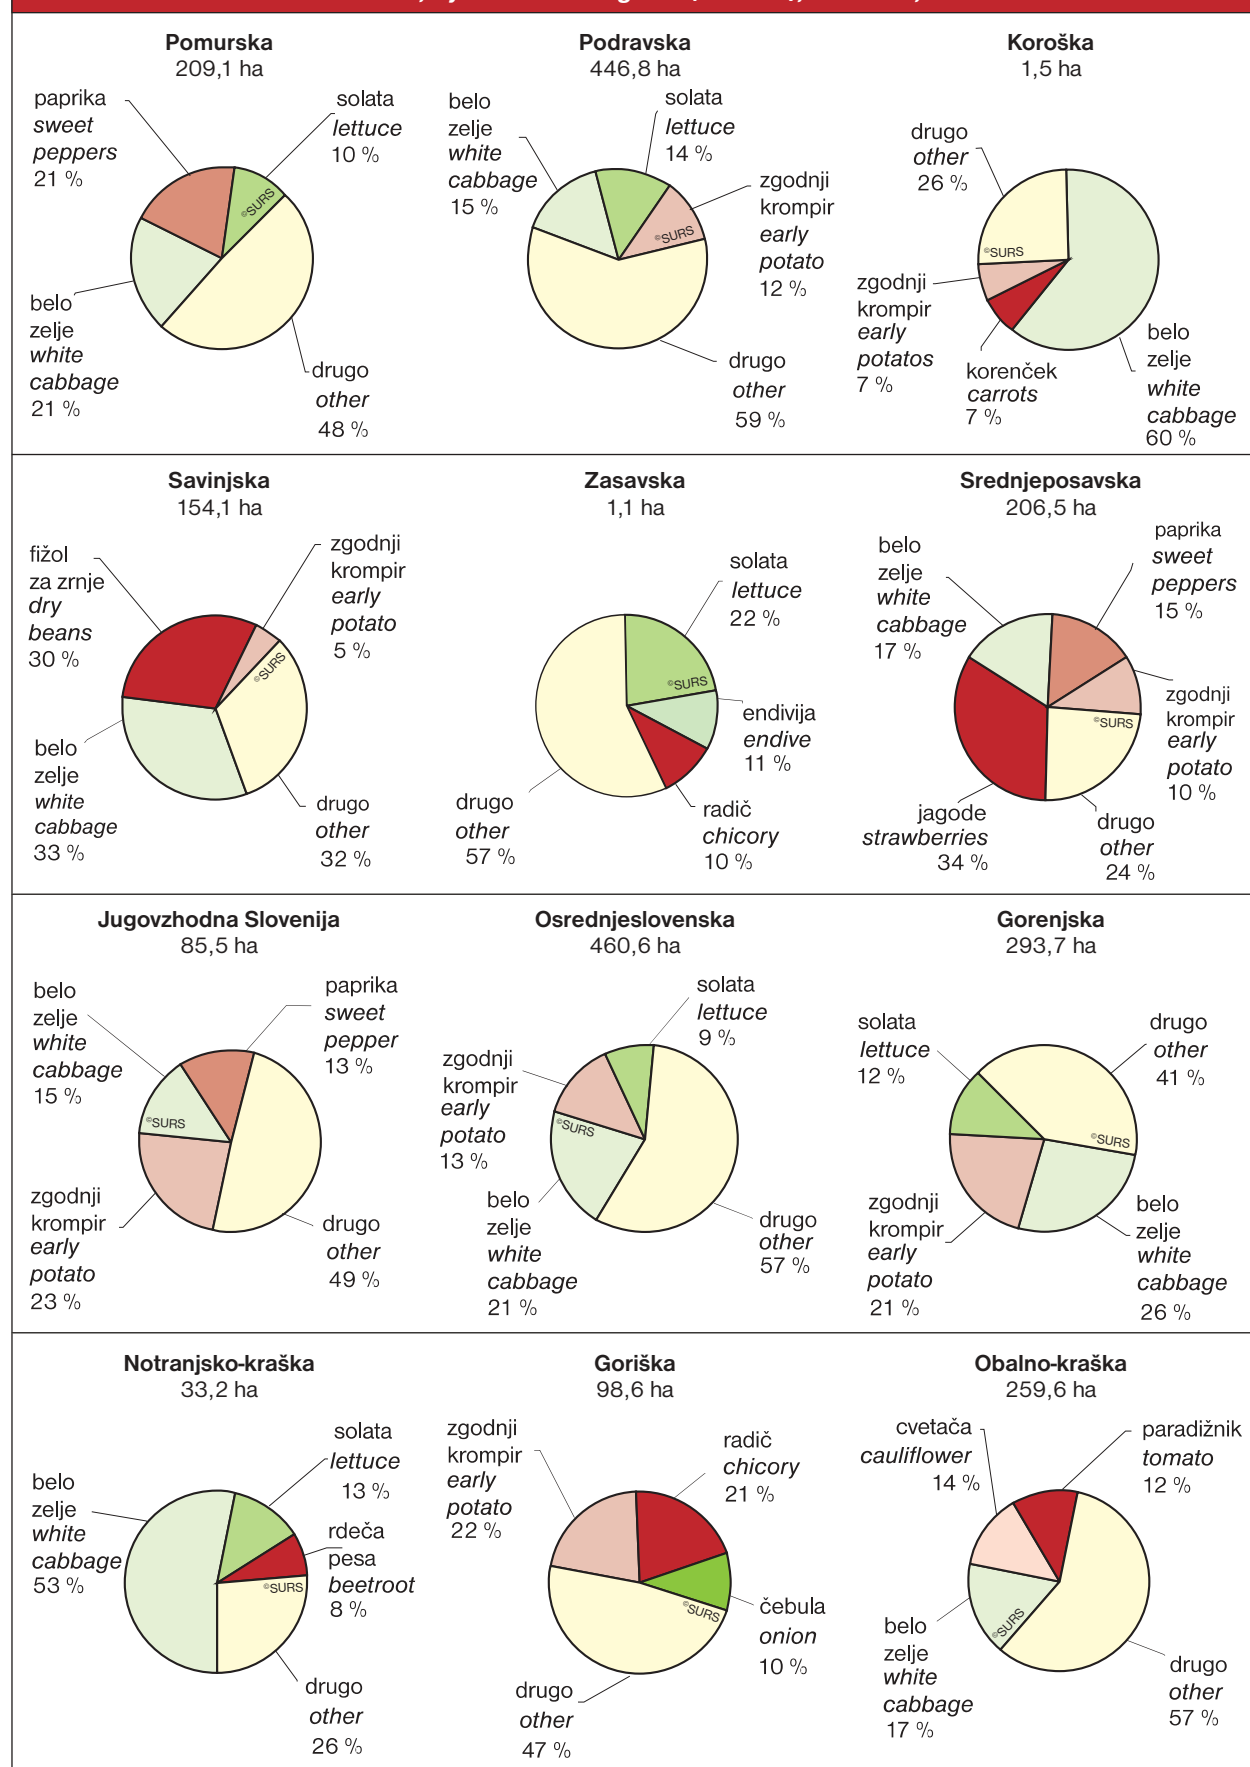 Pomurska
209,1 ha
paprika
sweet
peppers
21 %
solata
lettuce
10 %
©SURS
belo
zelje
white
cabbage
21 %
drugo
other
48 %
Podravska
446,8 ha
belo
zelje
white
cabbage
15 %
solata
lettuce
14 %
zgodnji
krompir
early
potato
12 %
©SURS
drugo
other
59 %
Koroška
1,5 ha
drugo
other
26 %
©SURS
zgodnji
krompir
early
potatos
7 %
korenček
carrots
7 %
belo
zelje
white
cabbage
60 %
Savinjska
154,1 ha
fižol
za zrnje
dry
beans
30 %
zgodnji
krompir
early
potato
5 %
©SURS
belo
zelje
white
cabbage
33 %
drugo
other
32 %
Zasavska
1,1 ha
solata
lettuce
22 %
©SURS
endivija
endive
11 %
drugo
other
57 %
radič
chicory
10 %
Srednjeposavska
206,5 ha
belo
zelje
white
cabbage
17 %
paprika
sweet
peppers
15 %
zgodnji
krompir
early
potato
10 %
©SURS
jagode
strawberries
34 %
drugo
other
24 %
Jugovzhodna Slovenija
85,5 ha
belo
zelje
white
cabbage
15 %
paprika
sweet
pepper
13 %
©SURS
zgodnji
krompir
early
potato
23 %
drugo
other
49 %
Osrednjeslovenska
460,6 ha
solata
lettuce
9 %
zgodnji
krompir
early
potato
13 %
©SURS
belo
zelje
white
cabbage
21 %
drugo
other
57 %
Gorenjska
293,7 ha
solata
lettuce
12 %
drugo
other
41 %
©SURS
zgodnji
krompir
early
potato
21 %
belo
zelje
white
cabbage
26 %
Notranjsko-kraška
33,2 ha
solata
lettuce
13 %
belo
zelje
white
cabbage
53 %
rdeča
pesa
beetroot
8 %
©SURS
drugo
other
26 %
Goriška
98,6 ha
zgodnji
krompir
early
potato
22 %
radič
chicory
21 %
©SURS
čebula
onion
10 %
drugo
other
47 %
Obalno-kraška
259,6 ha
cvetača
cauliflower
14 %
paradižnik
tomato
12 %
©SURS
belo
zelje
white
cabbage
17 %
drugo
other
57 %